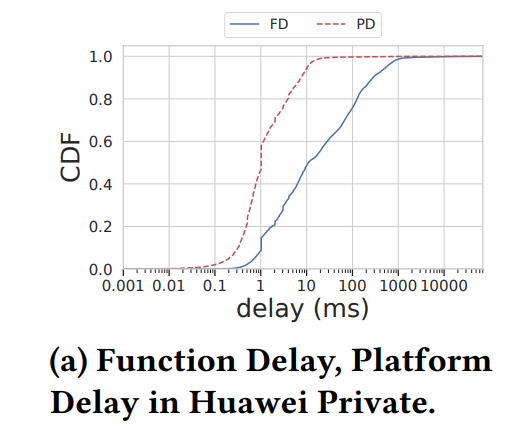 FD PD
1.0
0.8
0.6
0.4
0.2
0.0
CDF
0.001 0.01 0.1 1 10 100 1000 10000
delay (ms)
(a) Function Delay, Platform
Delay in Huawei Private.